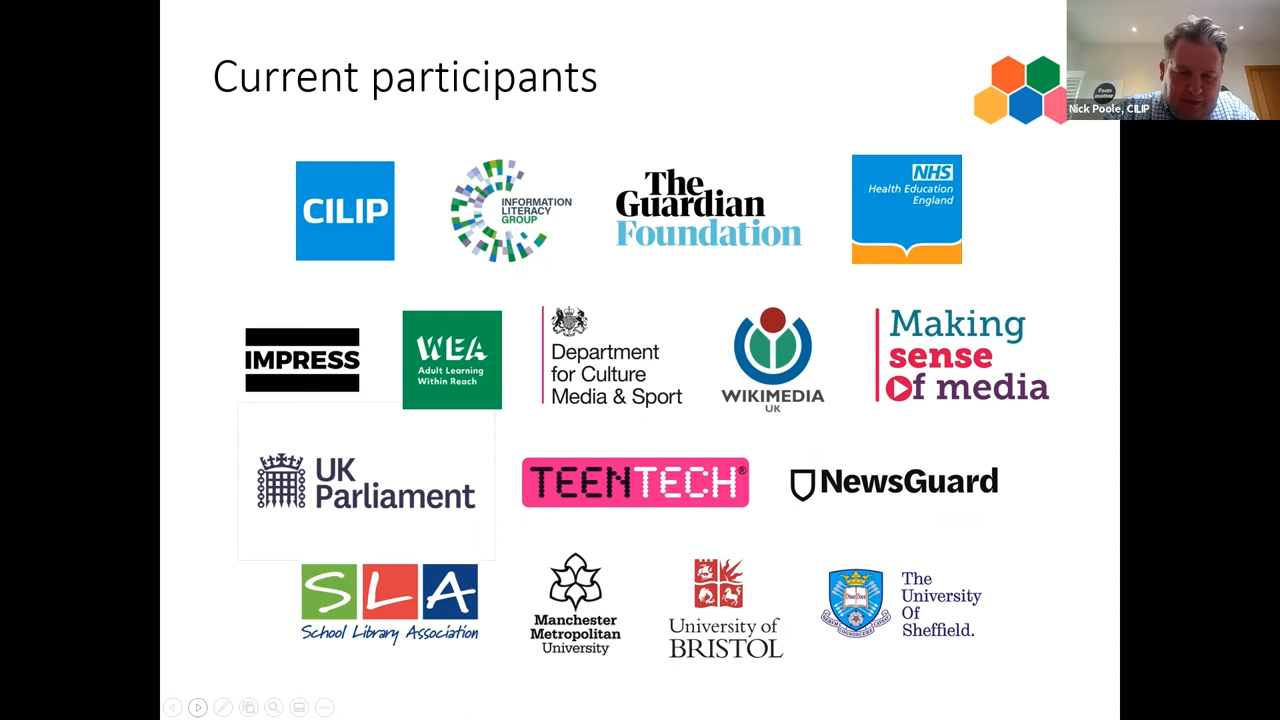 Current participants
Facts
matter
Nick Poole, CILIP
CILIP
INFORMATION
LITERACY
GROUP
The
Guardian
Foundation
NHS
Health Education
England
IMPRESS
WEA
Adult Learning
Within Reach
Department
for Culture
Media & Sport
WIKIMEDIA
UK
Making
sense
of media
UK
Parliament
TEENTECH®
NewsGuard
SLA
School Library Association
Manchester
Metropolitan
University
University of
BRISTOL
The
University
Of
Sheffield.